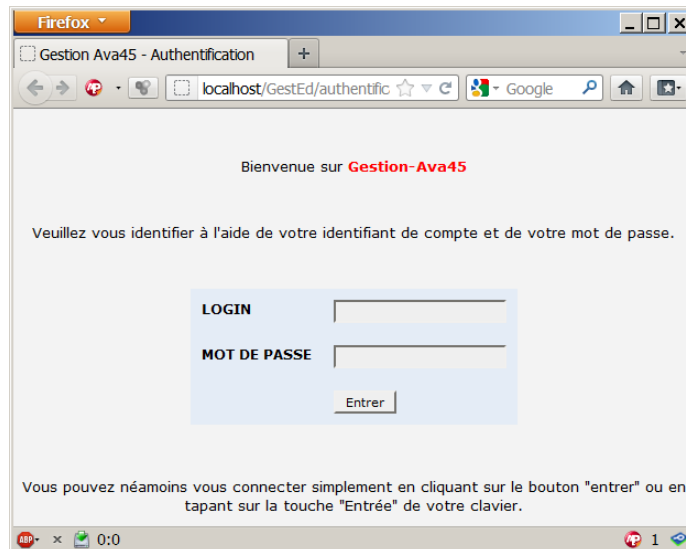 Firefox
Gestion Ava45 - Authentification
localhost/GestEd/authentific
Google
Bienvenue sur Gestion-Ava45
Veuillez vous identifier à l'aide de votre identifiant de compte et de votre mot de passe.
LOGIN
MOT DE PASSE
Entrer
Vous pouvez néamoins vous connecter simplement en cliquant sur le bouton "entrer" ou en
tapant sur la touche "Entrée" de votre clavier.
ABP
0:0
1